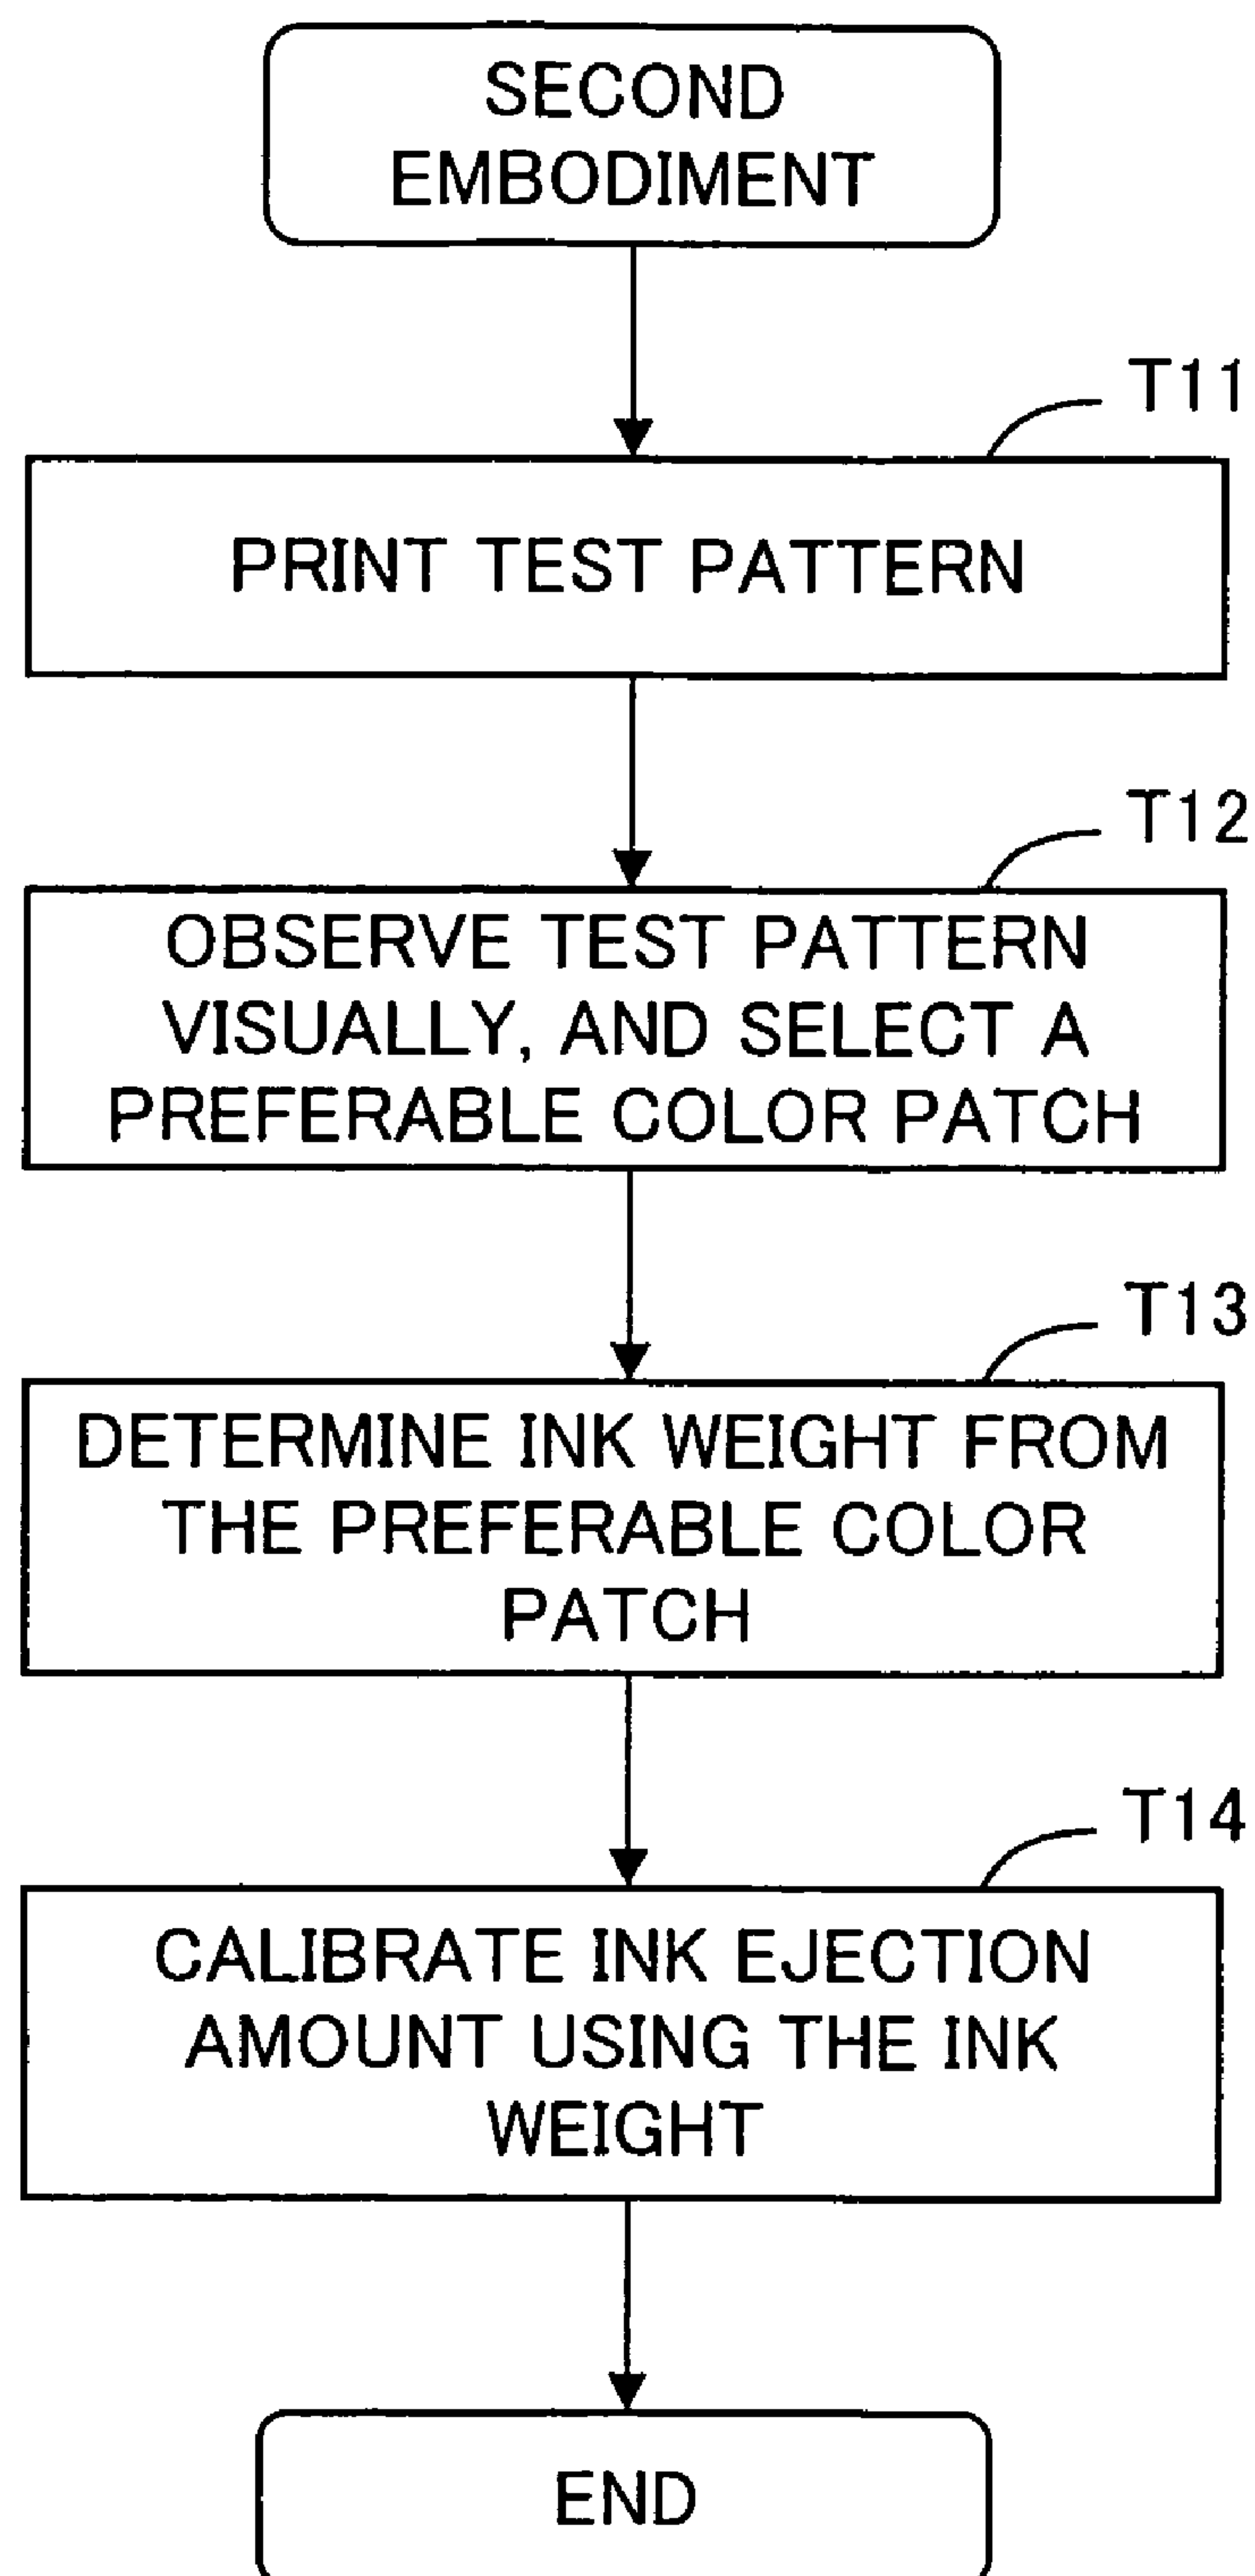 SECOND
EMBODIMENT
T11
PRINT TEST PATTERN
T12
OBSERVE TEST PATTERN
VISUALLY, AND SELECT A
PREFERABLE COLOR PATCH
T13
DETERMINE INK WEIGHT FROM
THE PREFERABLE COLOR
PATCH
T14
CALIBRATE INK EJECTION
AMOUNT USING THE INK
WEIGHT
END